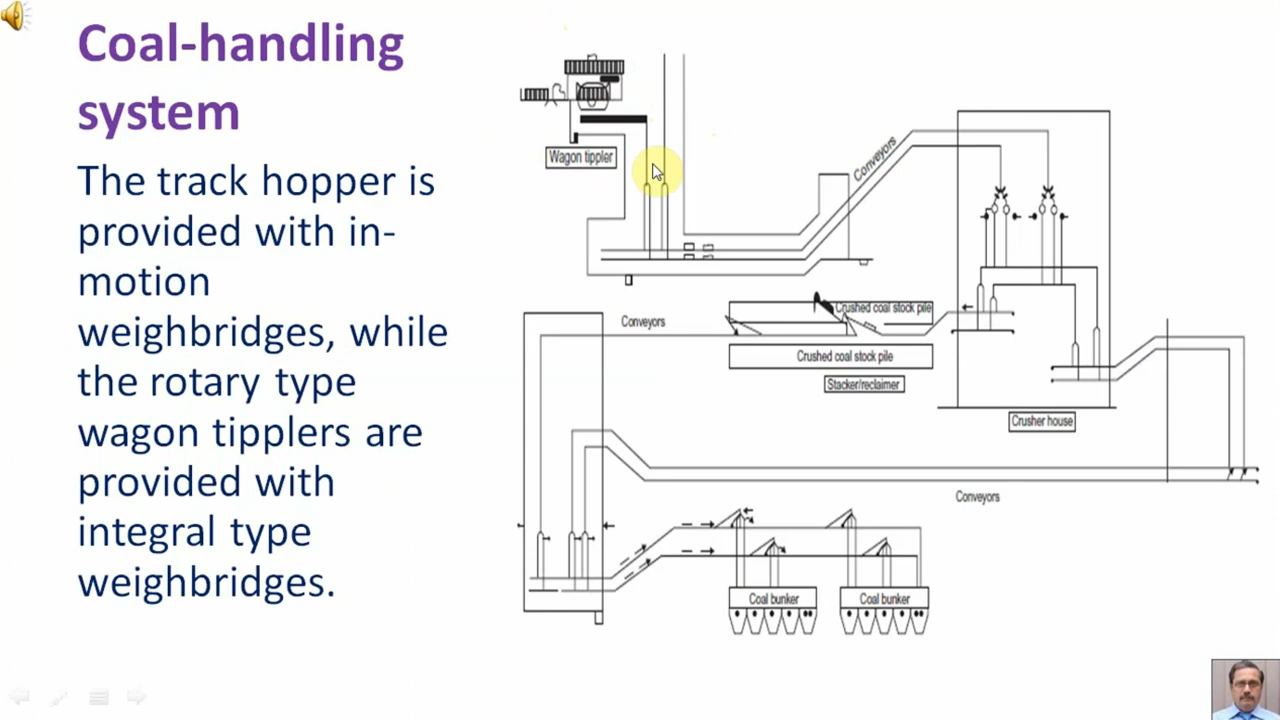 Coal-handling
system
The track hopper is
provided with in-
motion
weighbridges, while
the rotary type
wagon tipplers are
provided with
integral type
weighbridges.
Wagon tippler
Conveyors
Crushed coal stock pile
Conveyors
Crushed coal stock pile
Stacker/reclaimer
Crusher house
Conveyors
Coal bunker
Coal bunker